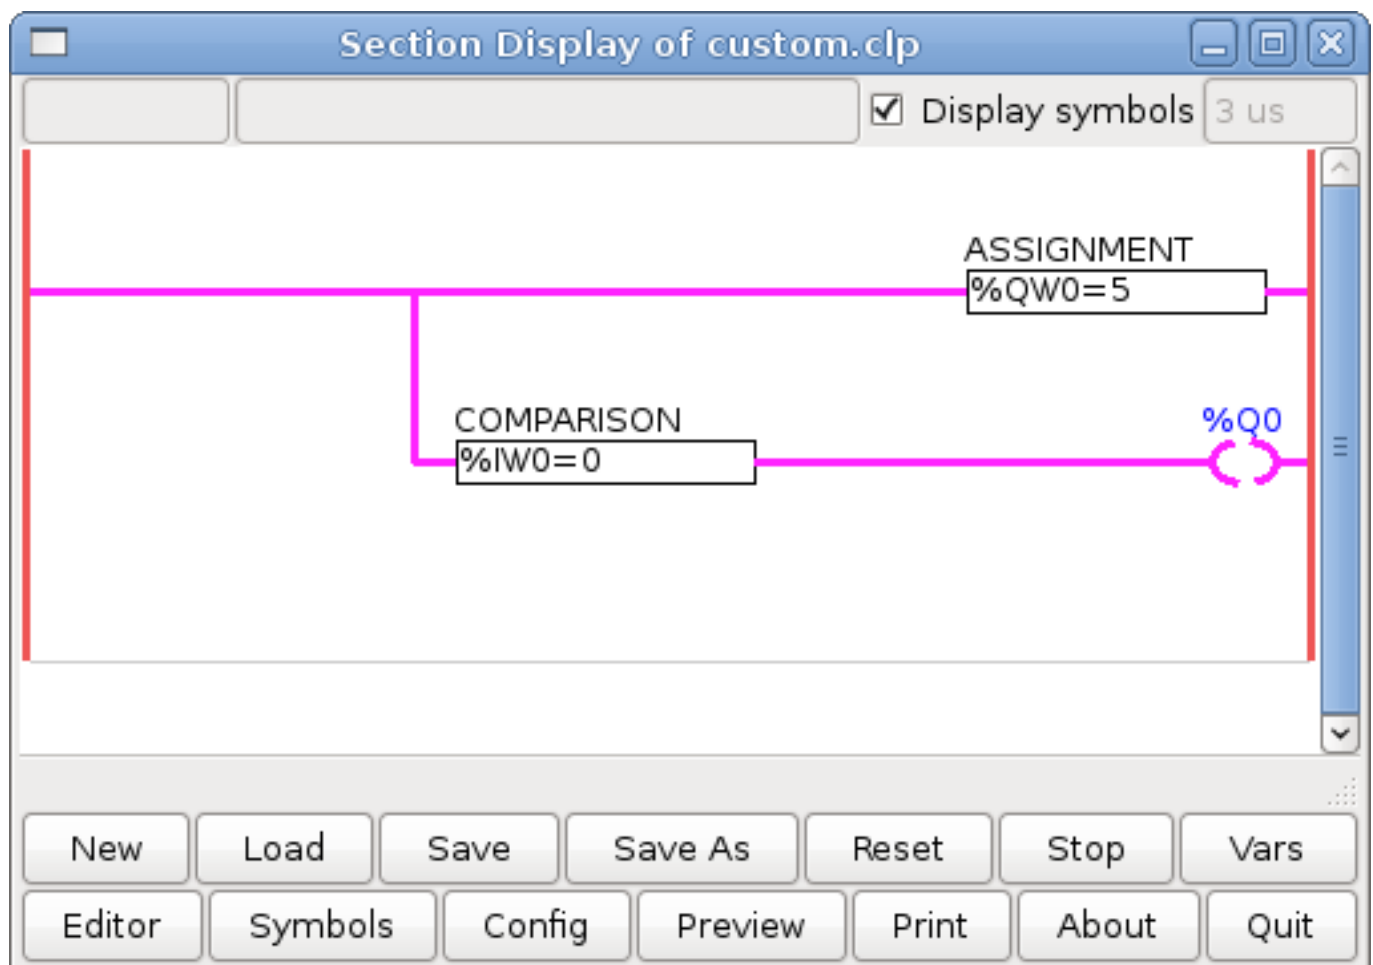 Section Display of custom.clp
Display symbols 3 us
ASSIGNMENT
%QW0=5
COMPARISON %Q0
%IW0=0
New Load Save Save As Reset Stop Vars
Editor Symbols Config Preview Print About Quit